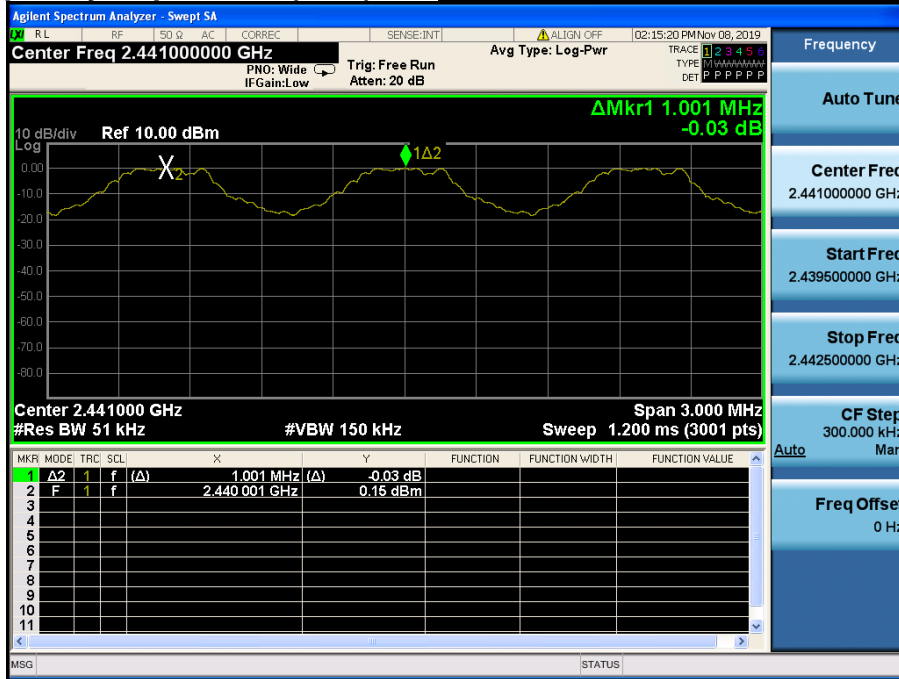 Agilent Spectrum Analyzer - Swept SA
LXI RL RF 50 Ω AC CORREC SENSE:INT ALIGN OFF 02:15:20 PM Nov 08, 2019
Center Freq 2.441000000 GHz
PNO: Wide
IFGain:Low
Trig: Free Run
Atten: 20 dB
Avg Type: Log-Pwr
TRACE 1 2 3 4 5 6
TYPE M W W W W W
DET P P P P P P
ΔMkr1 1.001 MHz
-0.03 dB
10 dB/div Ref 10.00 dBm
Log
1Δ2
X2
0.00
-10.0
-20.0
-30.0
-40.0
-50.0
-60.0
-70.0
-80.0
Center 2.441000 GHz Span 3.000 MHz
#Res BW 51 kHz #VBW 150 kHz Sweep 1.200 ms (3001 pts)
MKR MODE TRC SCL X Y FUNCTION FUNCTION WIDTH FUNCTION VALUE
1 Δ2 1 f (Δ) 1.001 MHz (Δ) -0.03 dB
2 F 1 f 2.440 001 GHz 0.15 dBm
3
4
5
6
7
8
9
10
11
MSG STATUS
Frequency
Auto Tune
Center Freq
2.441000000 GHz
Start Freq
2.439500000 GHz
Stop Freq
2.442500000 GHz
CF Step
300.000 kHz
Auto Man
Freq Offset
0 Hz